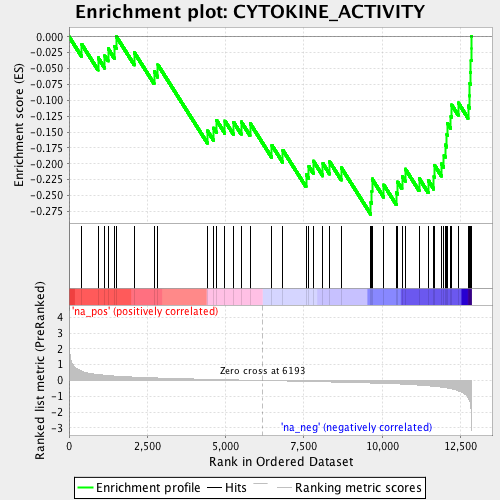 Enrichment plot: CYTOKINE_ACTIVITY
Enrichment score (ES)
0.000
-0.025
-0.050
-0.075
-0.100
-0.125
-0.150
-0.175
-0.200
-0.225
-0.250
-0.275
'na_pos' (positively correlated)
Ranked list metric (PreRanked)
4
3
2
1
0
-1
-2
-3
Zero cross at 6193
'na_neg' (negatively correlated)
0 2,500 5,000 7,500 10,000 12,500
Rank in Ordered Dataset
Enrichment profile Hits Ranking metric scores